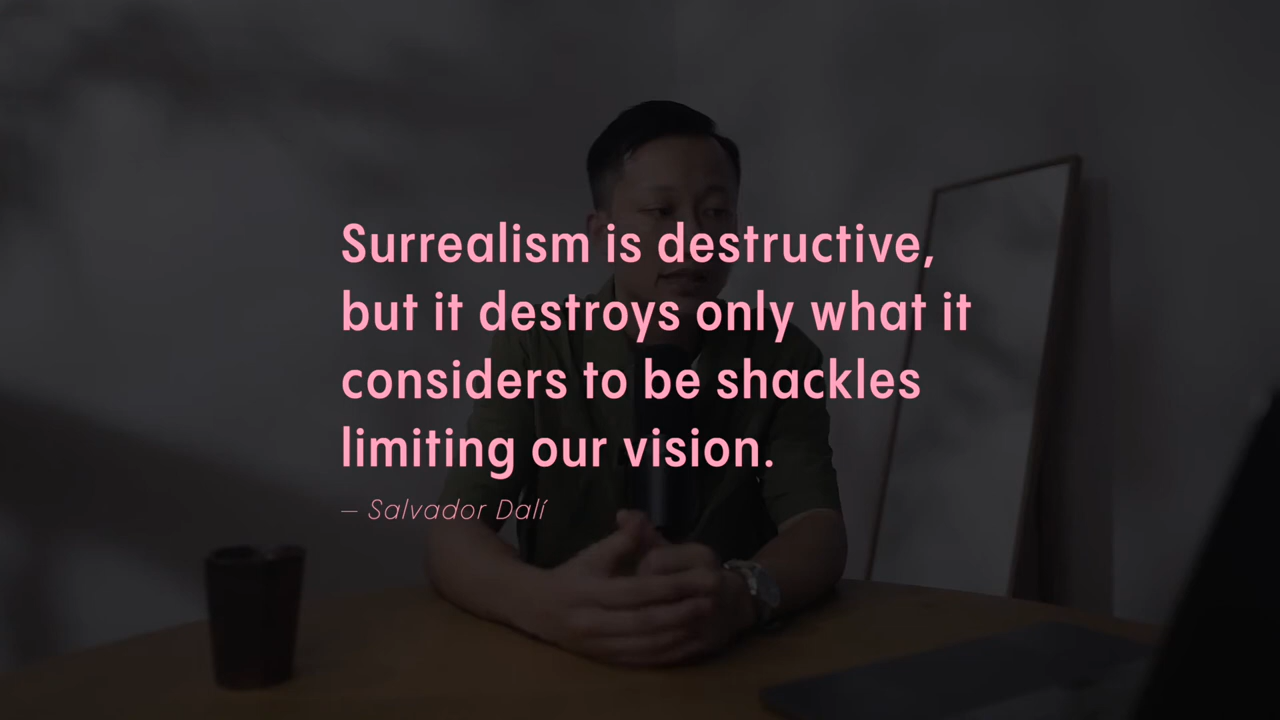 Surrealism is destructive,
but it destroys only what it
considers to be shackles
limiting our vision.
– Salvador Dalí